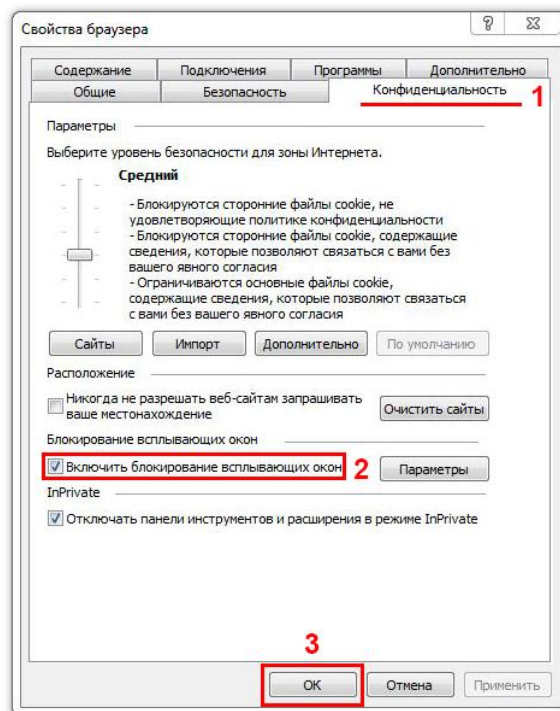 Свойства браузера
Содержание Подключения Программы Дополнительно
Общие Безопасность Конфиденциальность 1
Параметры
Выберите уровень безопасности для зоны Интернета.
Средний
- Блокируются сторонние файлы cookie, не
удовлетворяющие политике конфиденциальности
- Блокируются сторонние файлы cookie, содержащие
сведения, которые позволяют связаться с вами без
вашего явного согласия
- Ограничиваются основные файлы cookie,
содержащие сведения, которые позволяют связаться
с вами без вашего явного согласия
Сайты Импорт Дополнительно По умолчанию
Расположение
Никогда не разрешать веб-сайтам запрашивать
ваше местонахождение Очистить сайты
Блокирование всплывающих окон
Включить блокирование всплывающих окон 2 Параметры
InPrivate
Отключать панели инструментов и расширения в режиме InPrivate
3
ОК Отмена Применить